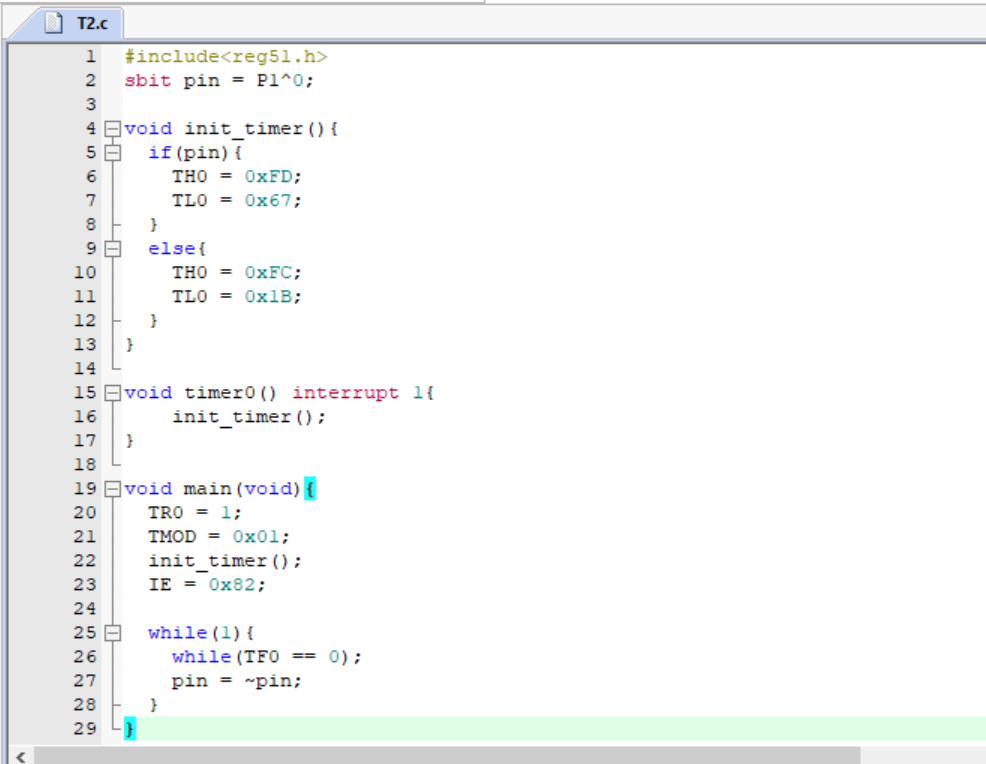 T2.c
1 #include<reg51.h>
2 sbit pin = P1^0;
3
4 void init_timer(){
5   if(pin){
6     TH0 = 0xFD;
7     TL0 = 0x67;
8   }
9   else{
10     TH0 = 0xFC;
11     TL0 = 0x1B;
12   }
13 }
14
15 void timer0() interrupt 1{
16     init_timer();
17 }
18
19 void main(void){
20   TR0 = 1;
21   TMOD = 0x01;
22   init_timer();
23   IE = 0x82;
24
25   while(1){
26     while(TF0 == 0);
27     pin = ~pin;
28   }
29 }